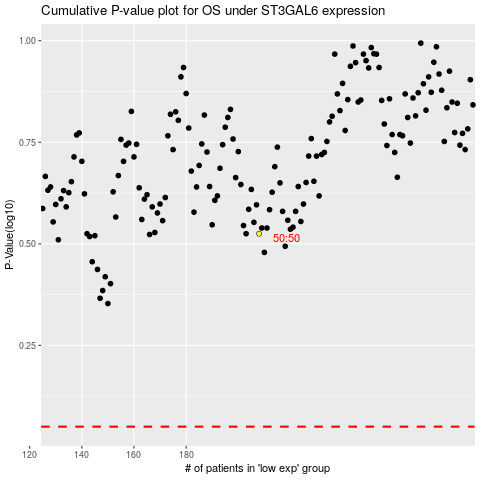 Cumulative P-value plot for OS under ST3GAL6 expression
P-Value(log10)
1.00
0.75
0.50
0.25
50:50
120 140 160 180
# of patients in 'low exp' group